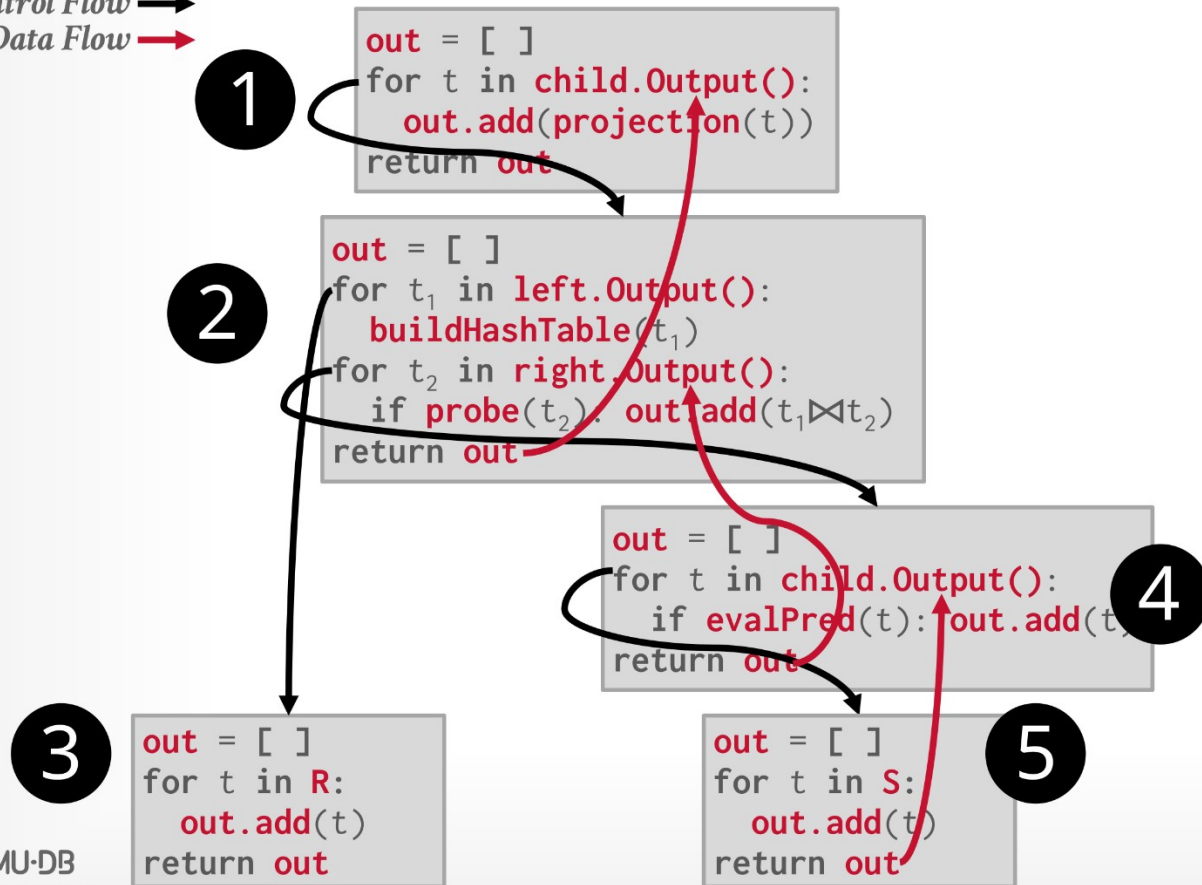 trol Flow
Data Flow
1
out = [ ]
for t in child.Output():
out.add(projection(t))
return out
2
out = [ ]
for t₁ in left.Output():
buildHashTable(t₁)
for t₂ in right.Output():
if probe(t₂): out.add(t₁⨝t₂)
return out
4
out = [ ]
for t in child.Output():
if evalPred(t): out.add(t
return out
3
out = [ ]
for t in R:
out.add(t)
return out
5
out = [ ]
for t in S:
out.add(t)
return out
MU·DB